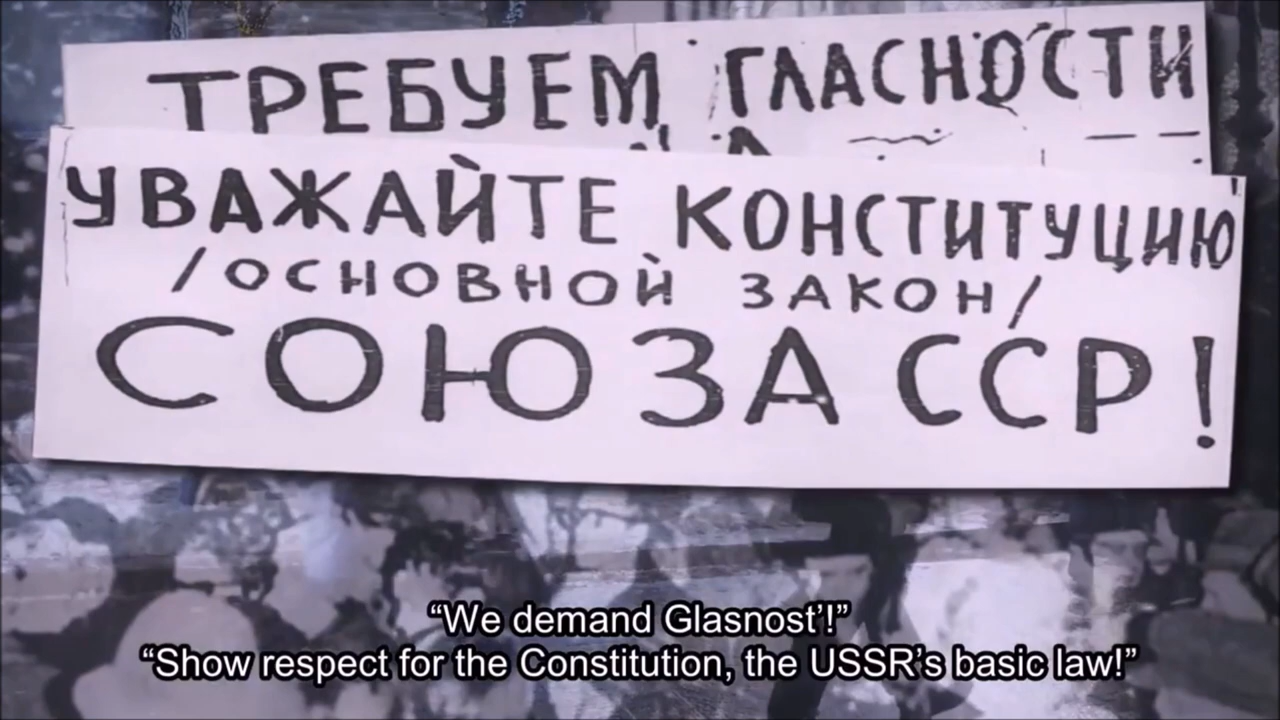 ТРЕБУЕМ ГЛАСНОСТИ
УВАЖАЙТЕ КОНСТИТУЦИЮ
/ОСНОВНОЙ ЗАКОН/
СОЮЗА ССР!
“We demand Glasnost’!”
“Show respect for the Constitution, the USSR’s basic law!”